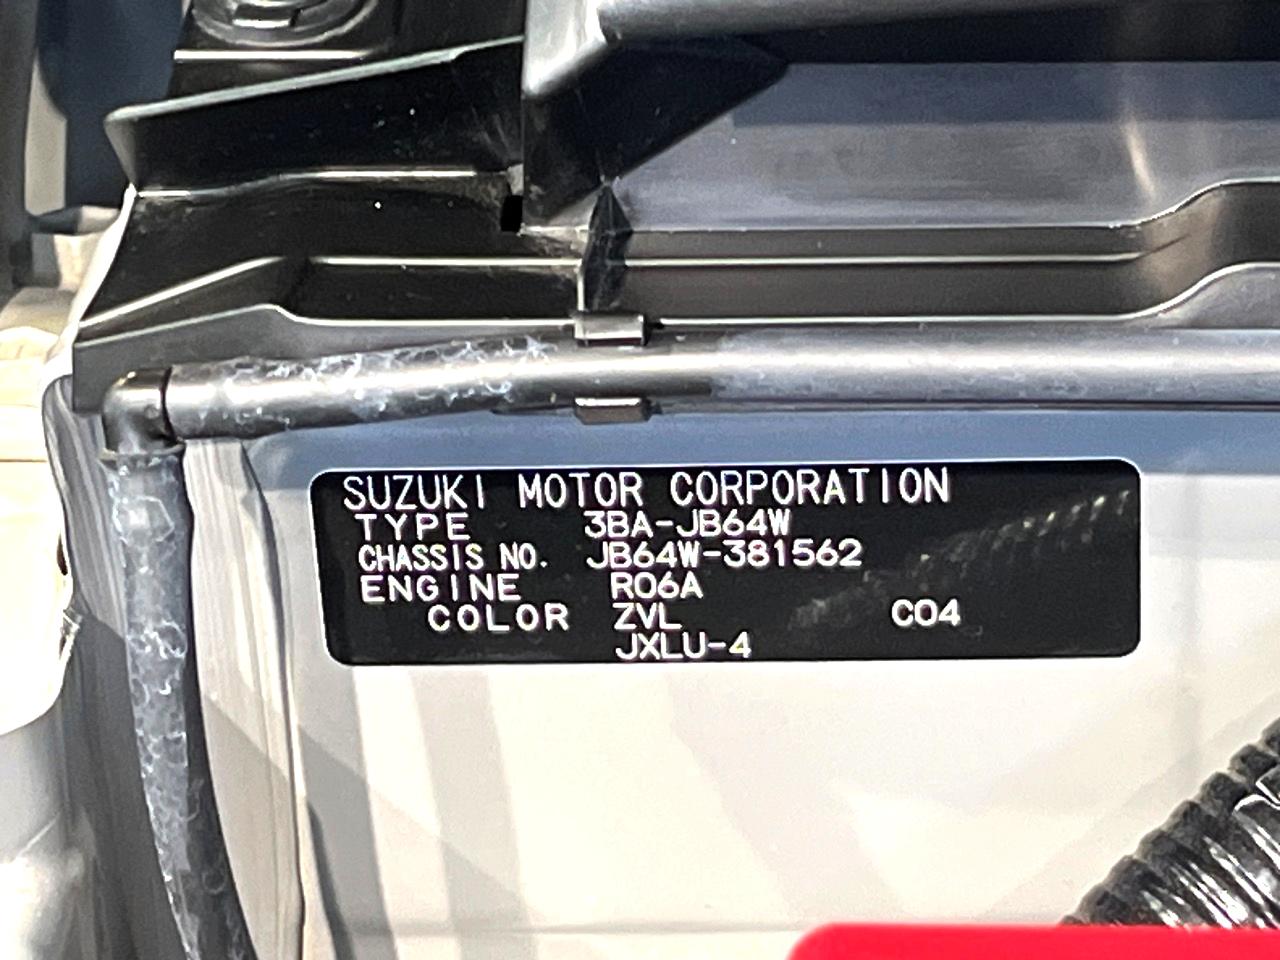 SUZUKI MOTOR CORPORATION
TYPE 3BA-JB64W
CHASSIS NO. JB64W-381562
ENGINE R06A
COLOR ZVL C04
JXLU-4